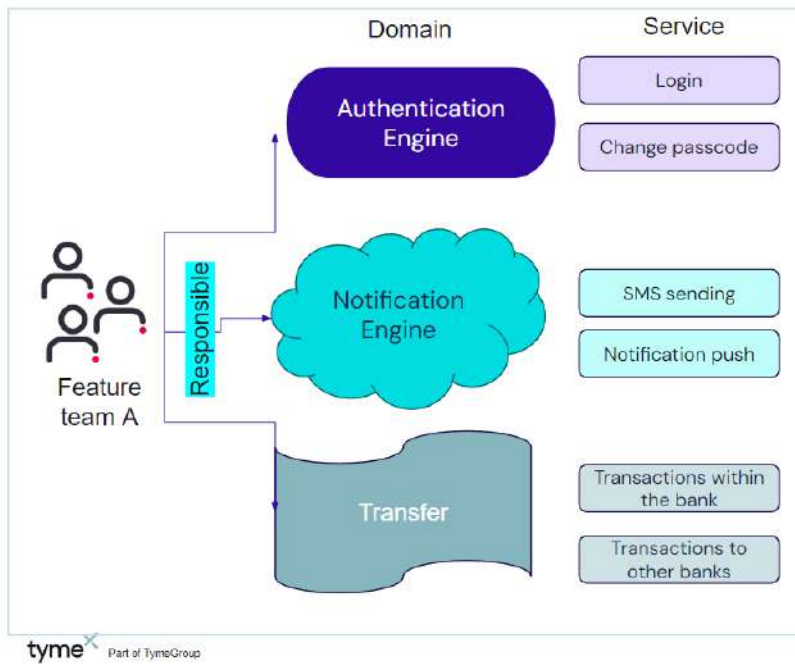 Domain
Service
Authentication
Engine
Login
Change passcode
Responsible
Notification
Engine
SMS sending
Notification push
Feature
team A
Transfer
Transactions within
the bank
Transactions to
other banks
tymex
Part of TymeGroup